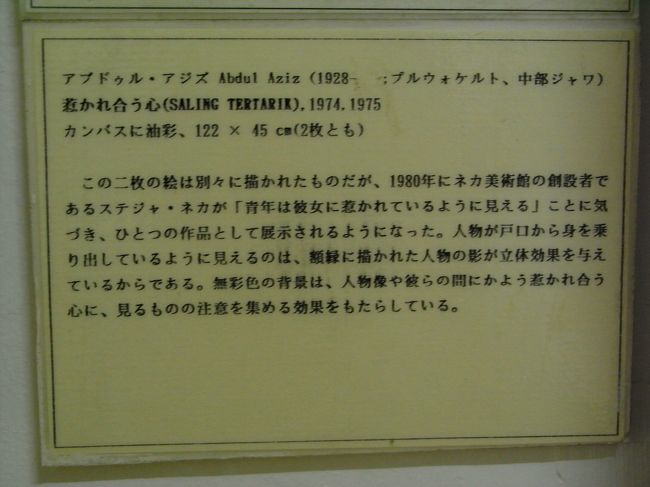 アブドゥル・アジズ Abdul Aziz (1928- ;プルウォケルト、中部ジャワ)
惹かれ合う心(SALING TERTARIK), 1974, 1975
カンバスに油彩、122 × 45 cm(2枚とも)
この二枚の絵は別々に描かれたものだが、1980年にネカ美術館の創設者で
あるステジャ・ネカが「青年は彼女に惹かれているように見える」ことに気
づき、ひとつの作品として展示されるようになった。人物が戸口から身を乗
り出しているように見えるのは、額縁に描かれた人物の影が立体効果を与え
ているからである。無彩色の背景は、人物像や彼らの間にかよう惹かれ合う
心に、見るものの注意を集める効果をもたらしている。